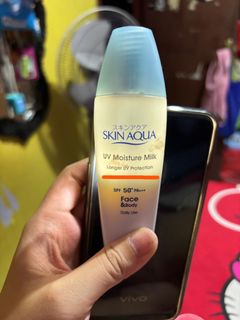 スキンアクア
SKIN AQUA
UV Moisture Milk
Longer UV Protection
SPF 50+ PA+++
Face
&Body
Daily Use
vivo